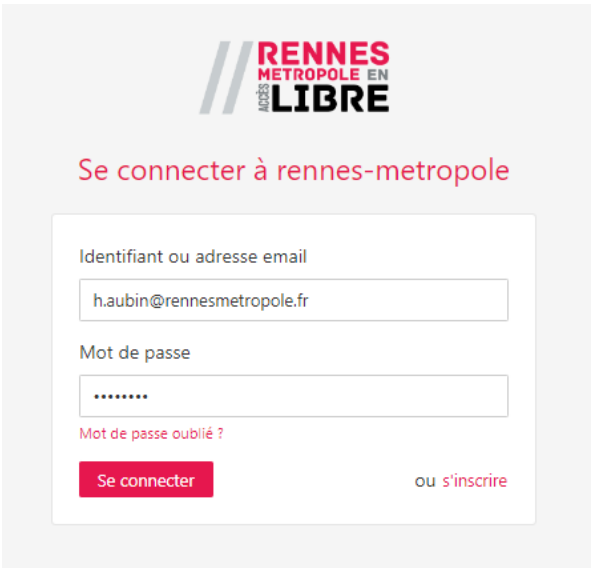 RENNES
METROPOLE EN
ACCÈS LIBRE
Se connecter à rennes-metropole
Identifiant ou adresse email
h.aubin@rennesmetropole.fr
Mot de passe
••••••••
Mot de passe oublié ?
Se connecter ou s'inscrire